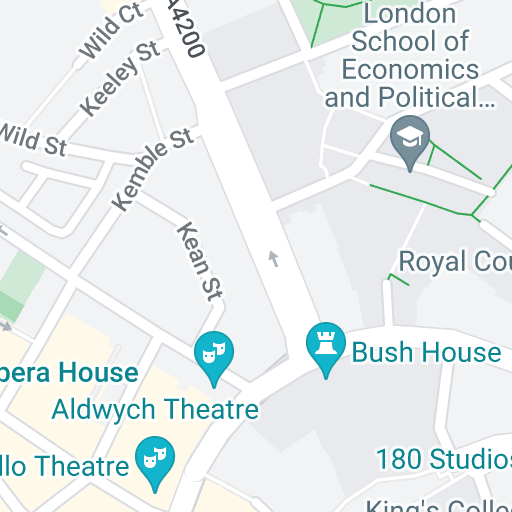 Wild Ct
A4200
London
School of
Economics
and Political...
Keeley St
Wild St
Kemble St
Kean St
Royal Cou
Bush House
pera House
Aldwych Theatre
llo Theatre
180 Studios
King's Colle